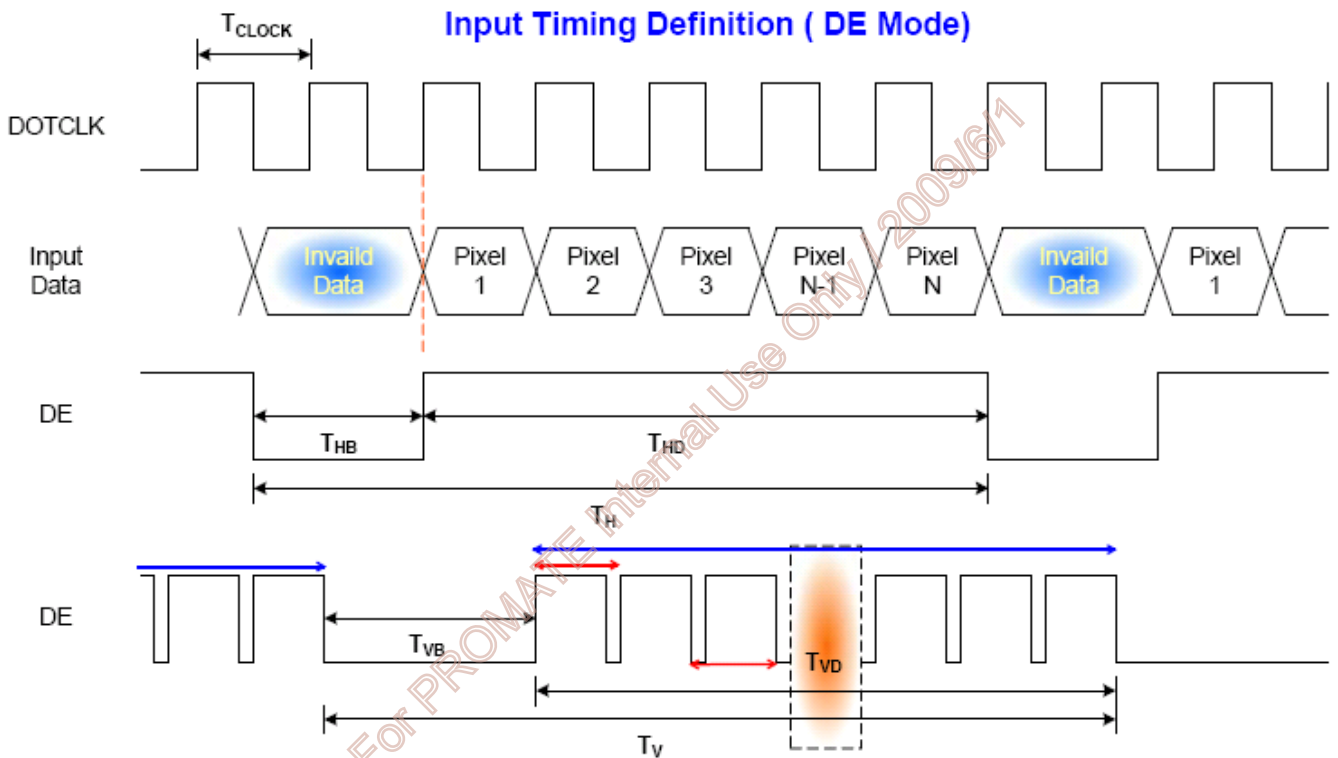 Input Timing Definition ( DE Mode)
TCLOCK
DOTCLK
Input
Data
Invaild
Data
Pixel
1
Pixel
2
Pixel
3
Pixel
N-1
Pixel
N
Invaild
Data
Pixel
1
DE
THB
THD
TH
DE
TVB
TVD
TV
For PROMATE Internal Use Only / 2009/6/1